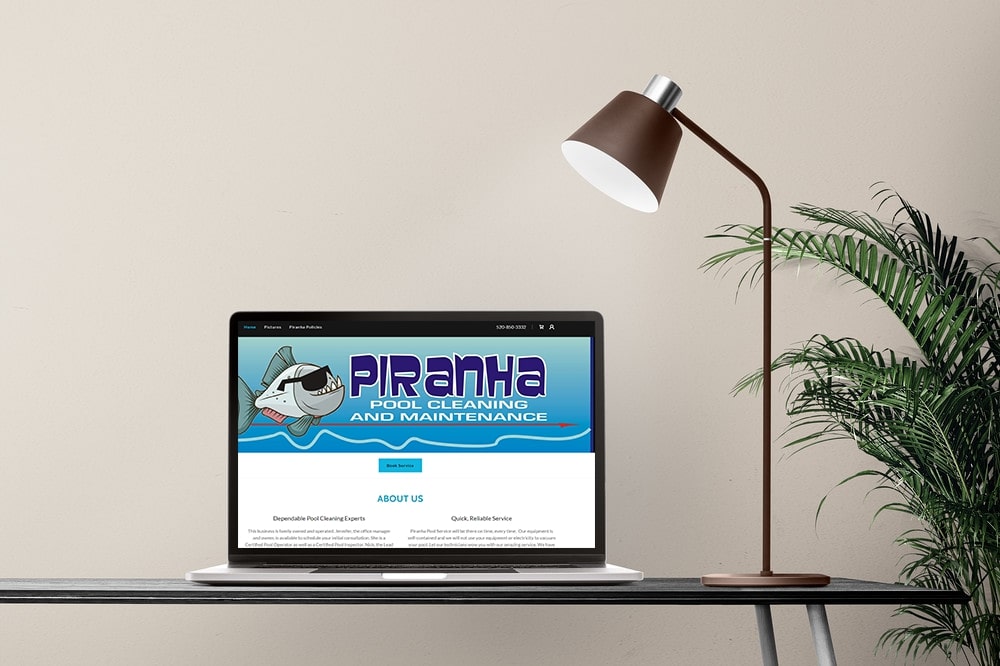 Home Pictures Piranha Policies 520-850-3332
PIRANHA
POOL CLEANING
AND MAINTENANCE
Book Service
ABOUT US
Dependable Pool Cleaning Experts
Quick, Reliable Service
This business is family owned and operated. Jennifer, the office manager
and owner, is available to schedule your initial consultation. She is a
Certified Pool Operator as well as a Certified Pool Inspector. Nick, the Lead
Piranha Pool Service will be there on time, every time. Our equipment is
self-contained and we will not use your equipment or electricity to vacuum
your pool. Let our technicians wow you with our amazing service. We have